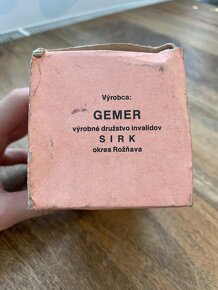 Výrobca:
GEMER
výrobné družstvo invalidov
SIRK
okres Rožňava